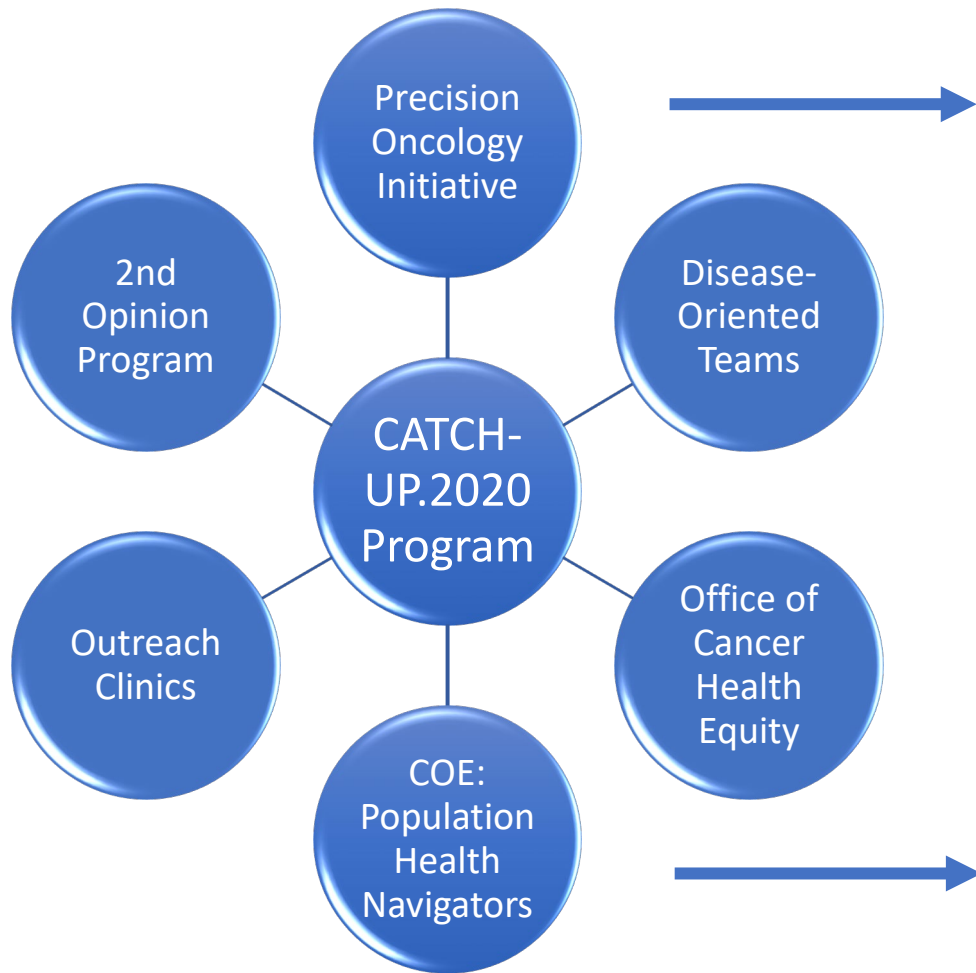 Precision
Oncology
Initiative
2nd
Opinion
Program
Disease-
Oriented
Teams
CATCH-
UP.2020
Program
Outreach
Clinics
Office of
Cancer
Health
Equity
COE:
Population
Health
Navigators